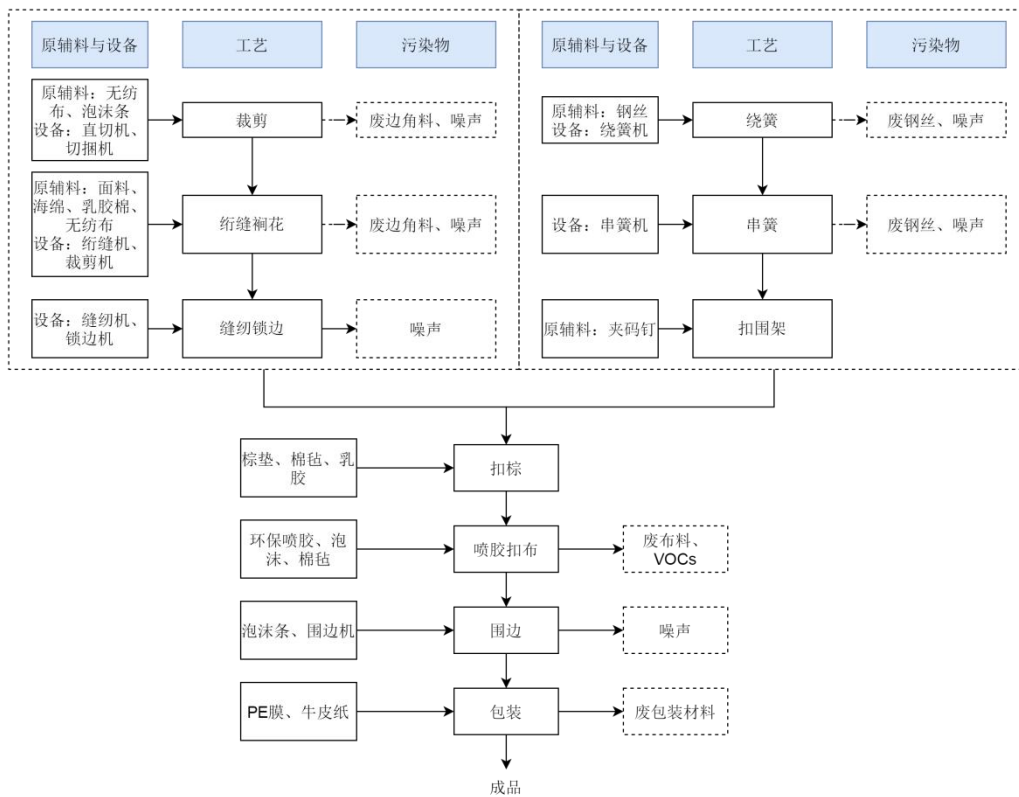 原辅料与设备
工艺
污染物
原辅料：无纺
布、泡沫条
设备：直切机、
切捆机
裁剪
废边角料、噪声
原辅料：面料、
海绵、乳胶棉、
无纺布
设备：绗缝机、
裁剪机
绗缝裥花
废边角料、噪声
设备：缝纫机、
锁边机
缝纫锁边
噪声
原辅料与设备
工艺
污染物
原辅料：钢丝
设备：绕簧机
绕簧
废钢丝、噪声
设备：串簧机
串簧
废钢丝、噪声
原辅料：夹码钉
扣围架
棕垫、棉毡、乳
胶
扣棕
环保喷胶、泡
沫、棉毡
喷胶扣布
废布料、
VOCs
泡沫条、围边机
围边
噪声
PE膜、牛皮纸
包装
废包装材料
成品